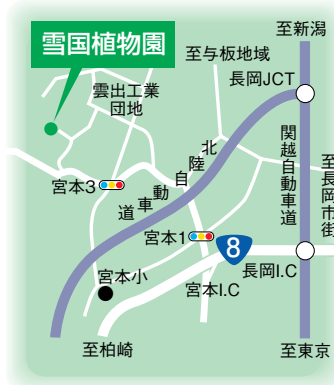 雪国植物園
至新潟
至与板地域
長岡JCT
雲出工業
団地
関越自動車道
至長岡市街
北陸自動車道
宮本3
宮本1
8
長岡I.C
宮本小
宮本I.C
至柏崎
至東京